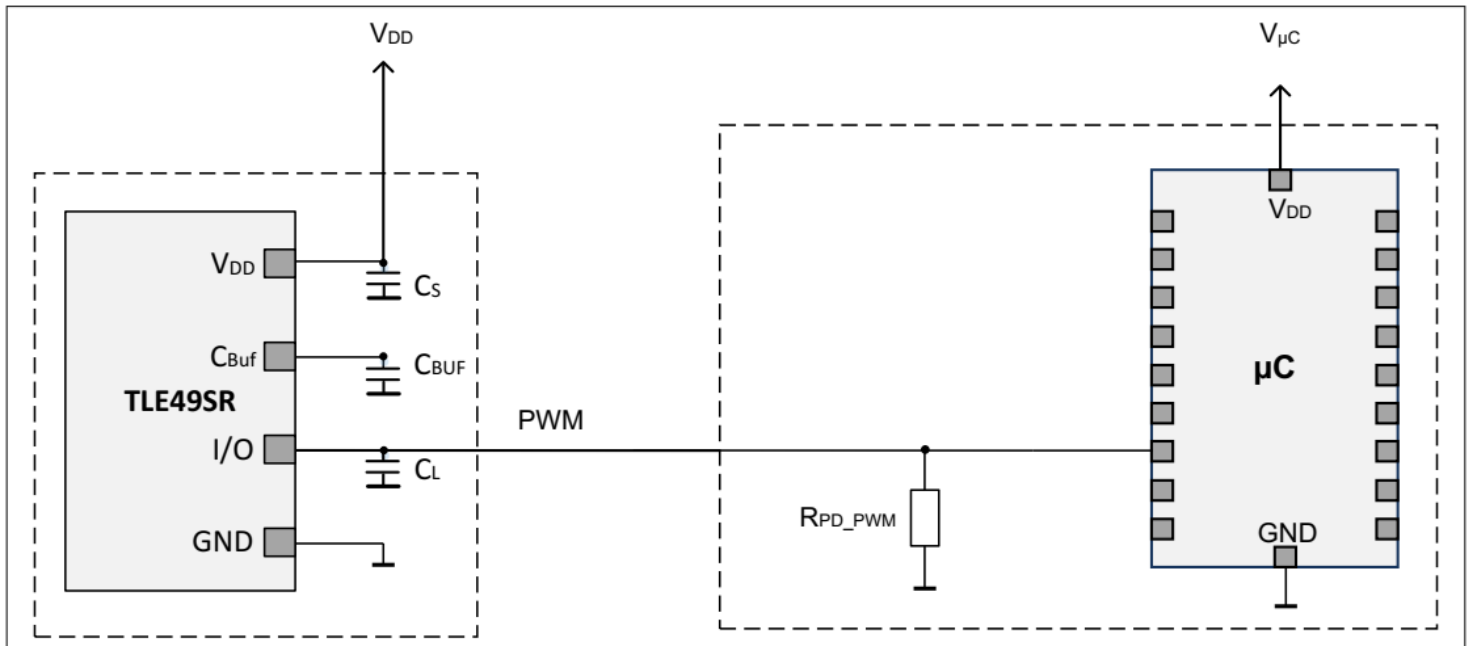 VDD
VµC
VDD
VDD
CS
CBuf
CBUF
TLE49SR
µC
PWM
I/O
CL
RPD_PWM
GND
GND